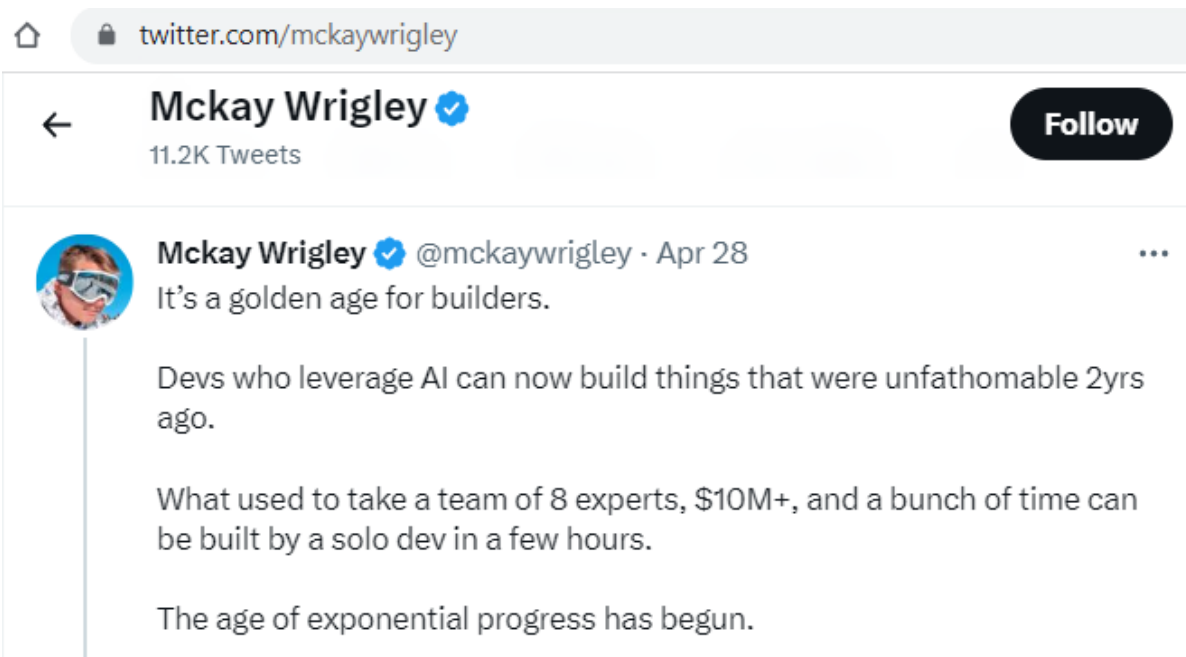 twitter.com/mckaywrigley
Mckay Wrigley
11.2K Tweets
Follow
Mckay Wrigley @mckaywrigley · Apr 28
It’s a golden age for builders.
Devs who leverage AI can now build things that were unfathomable 2yrs
ago.
What used to take a team of 8 experts, $10M+, and a bunch of time can
be built by a solo dev in a few hours.
The age of exponential progress has begun.